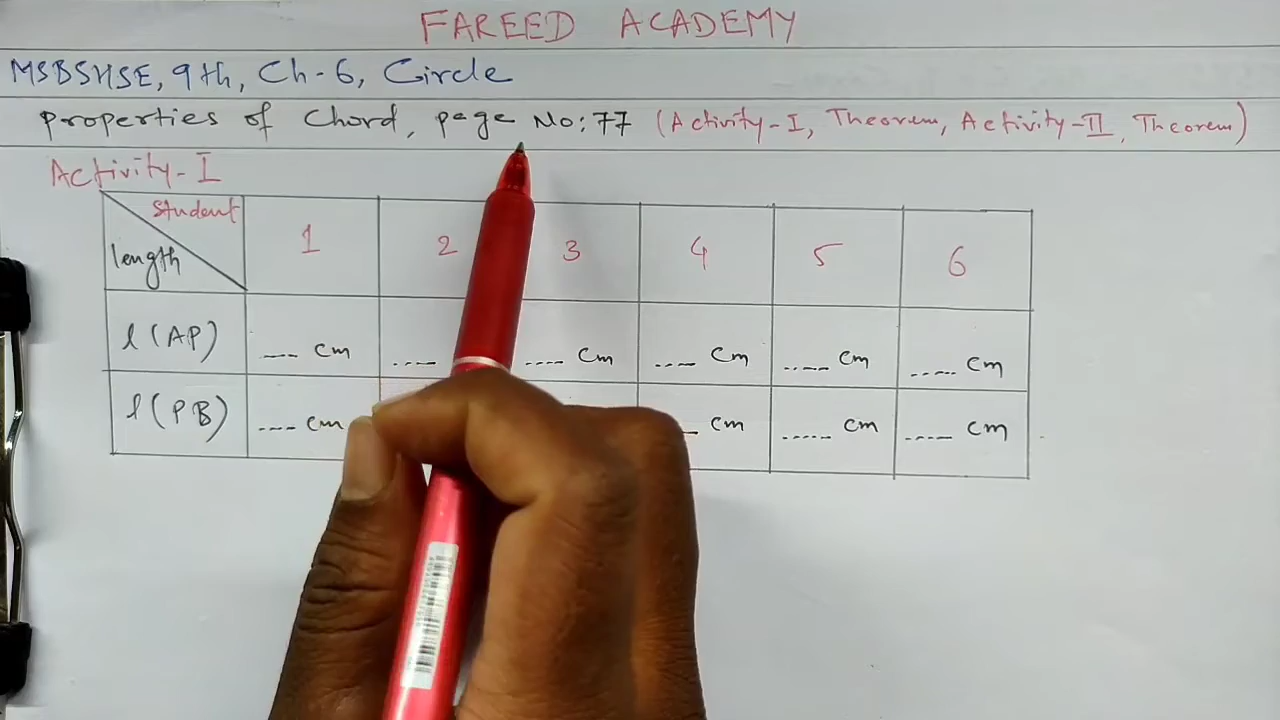 FAREED ACADEMY
MSBSHSE, 9th, Ch-6, Circle
properties of Chord, page No: 77 (Activity-I, Theorem, Activity-II, Theorem)
Activity-I
Student
length
1 2 3 4 5 6
l (AP) --- cm ---- ---- cm ---- cm ---- cm ---- cm
l (PB) --- cm cm ----- cm ---- cm